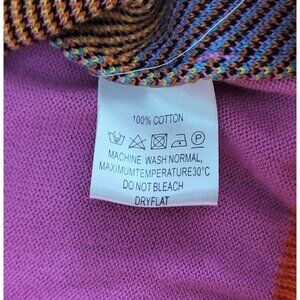 100% COTTON
MACHINE WASH NORMAL,
MAXIMUMTEMPERATURE30°C
DO NOT BLEACH
DRYFLAT